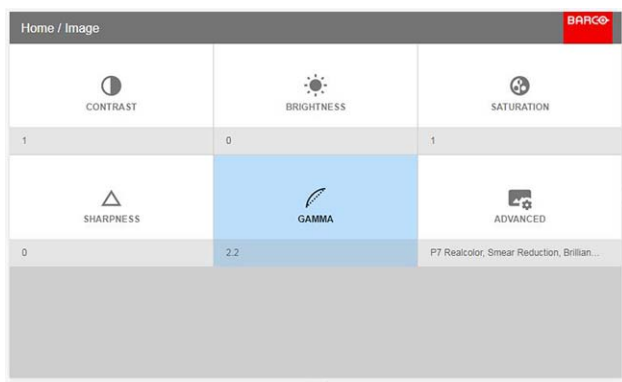 Home / Image
BARCO
CONTRAST
BRIGHTNESS
SATURATION
1
0
1
SHARPNESS
GAMMA
ADVANCED
0
2.2
P7 Realcolor, Smear Reduction, Brillian...